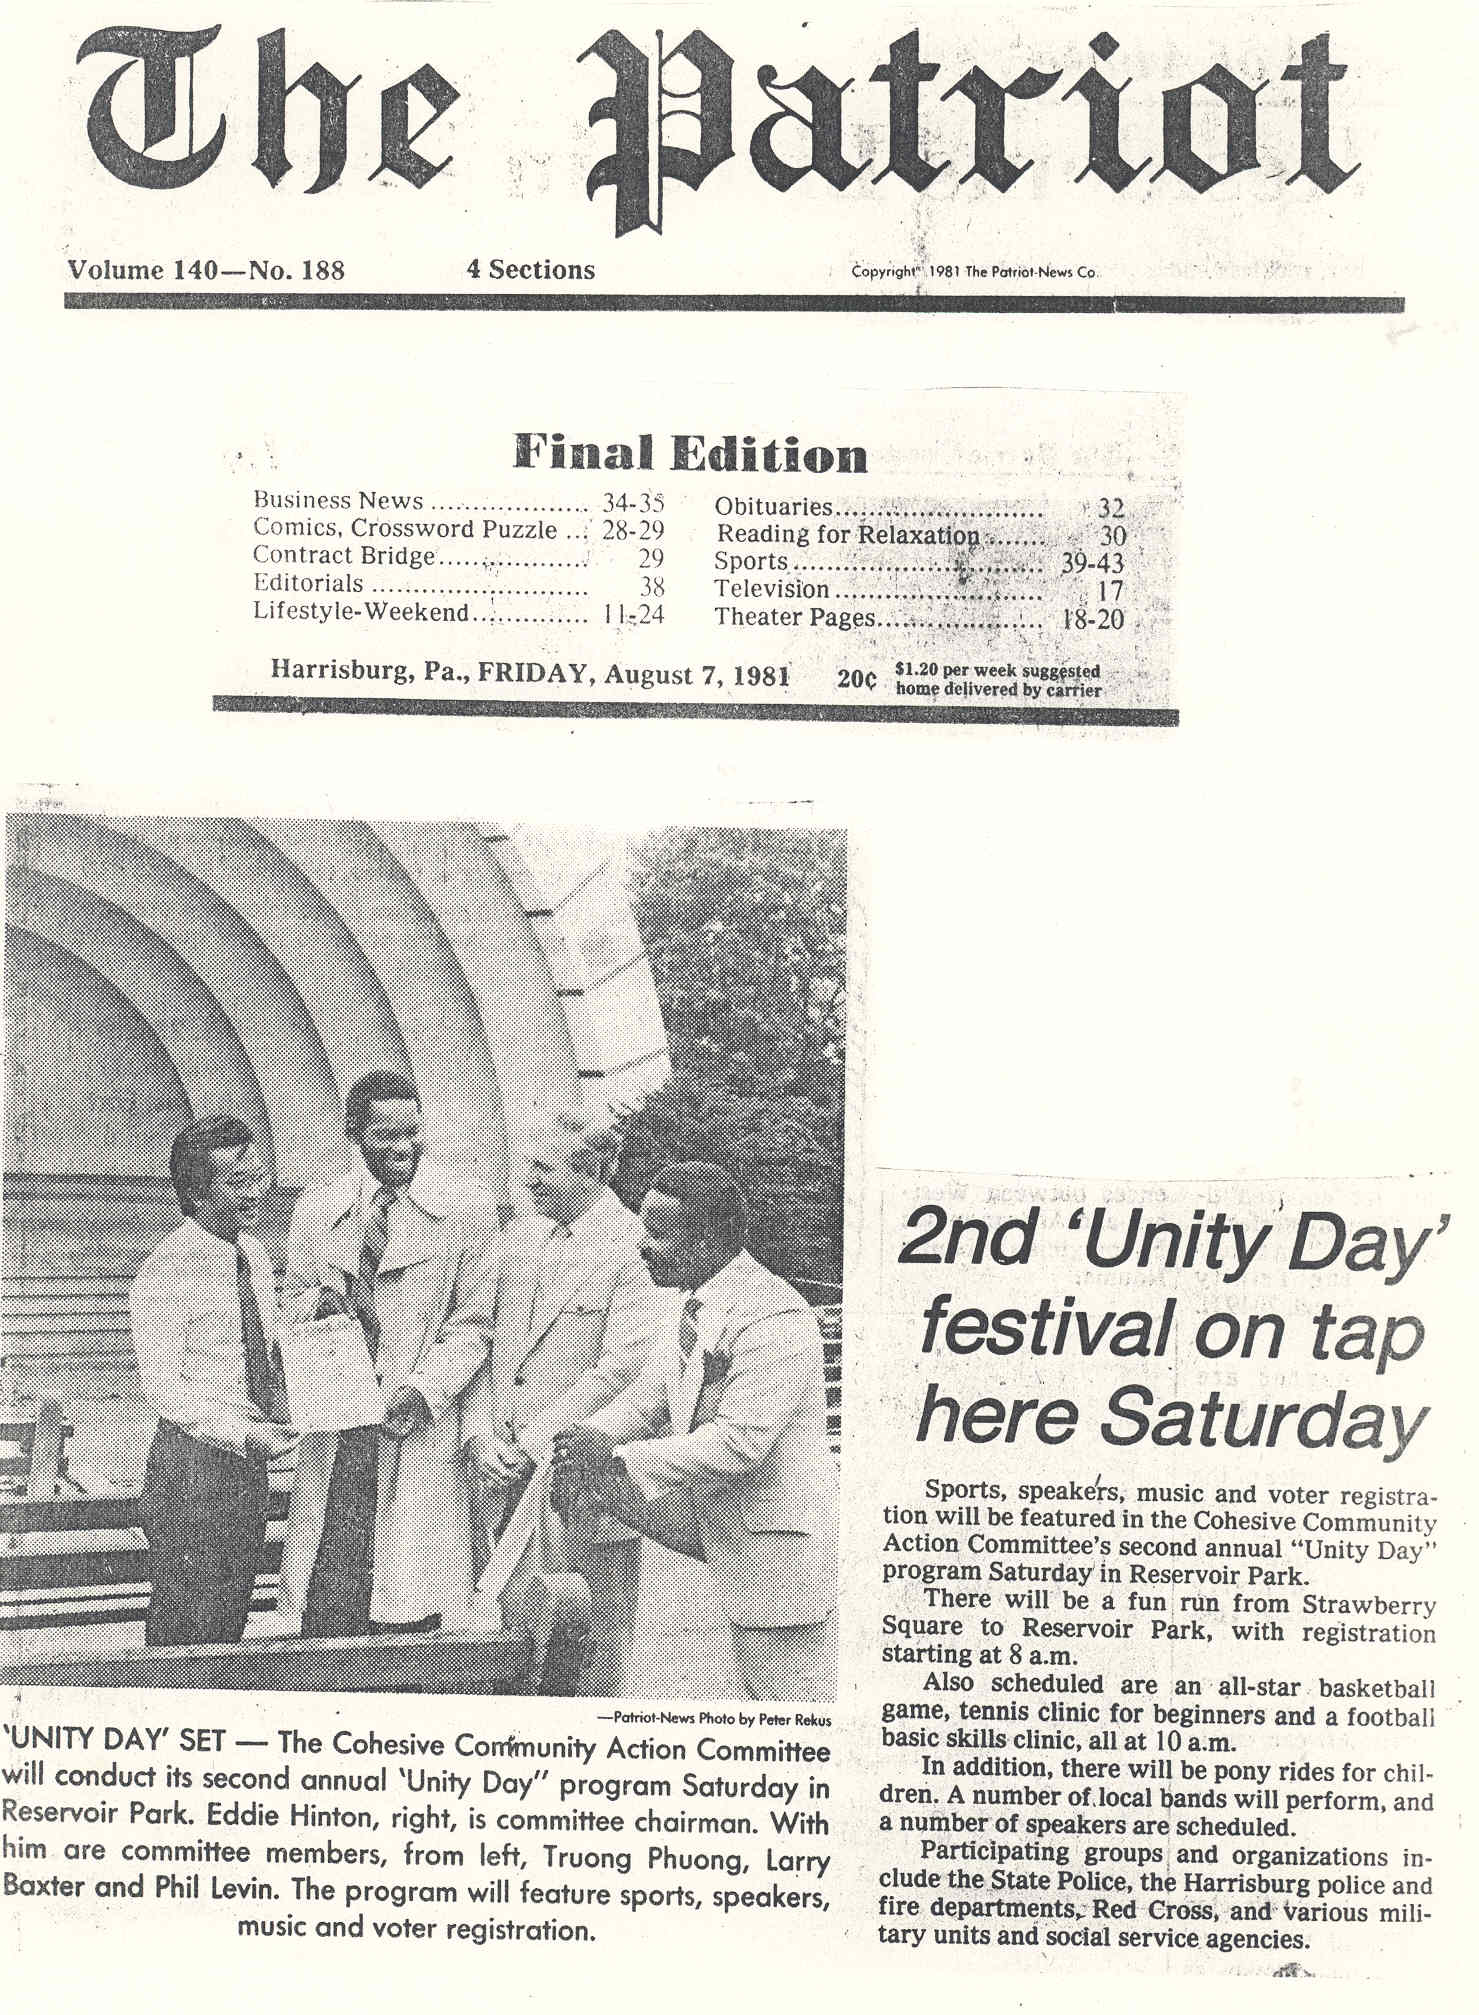 The Patriot
Volume 140—No. 188
4 Sections
Copyright 1981 The Patriot-News Co.
Final Edition
Business News ................... 34-35
Comics, Crossword Puzzle ... 28-29
Contract Bridge.................. 29
Editorials .......................... 38
Lifestyle-Weekend.............. 11-24
Obituaries......................... 32
Reading for Relaxation ....... 30
Sports .............................. 39-43
Television ......................... 17
Theater Pages.................... 18-20
Harrisburg, Pa., FRIDAY, August 7, 1981
20¢
$1.20 per week suggested
home delivered by carrier
—Patriot-News Photo by Peter Rekus
'UNITY DAY' SET — The Cohesive Community Action Committee
will conduct its second annual 'Unity Day" program Saturday in
Reservoir Park. Eddie Hinton, right, is committee chairman. With
him are committee members, from left, Truong Phuong, Larry
Baxter and Phil Levin. The program will feature sports, speakers,
music and voter registration.
2nd 'Unity Day'
festival on tap
here Saturday
Sports, speakers, music and voter registra-
tion will be featured in the Cohesive Community
Action Committee's second annual "Unity Day"
program Saturday in Reservoir Park.
There will be a fun run from Strawberry
Square to Reservoir Park, with registration
starting at 8 a.m.
Also scheduled are an all-star basketball
game, tennis clinic for beginners and a football
basic skills clinic, all at 10 a.m.
In addition, there will be pony rides for chil-
dren. A number of local bands will perform, and
a number of speakers are scheduled.
Participating groups and organizations in-
clude the State Police, the Harrisburg police and
fire departments, Red Cross, and various mili-
tary units and social service agencies.